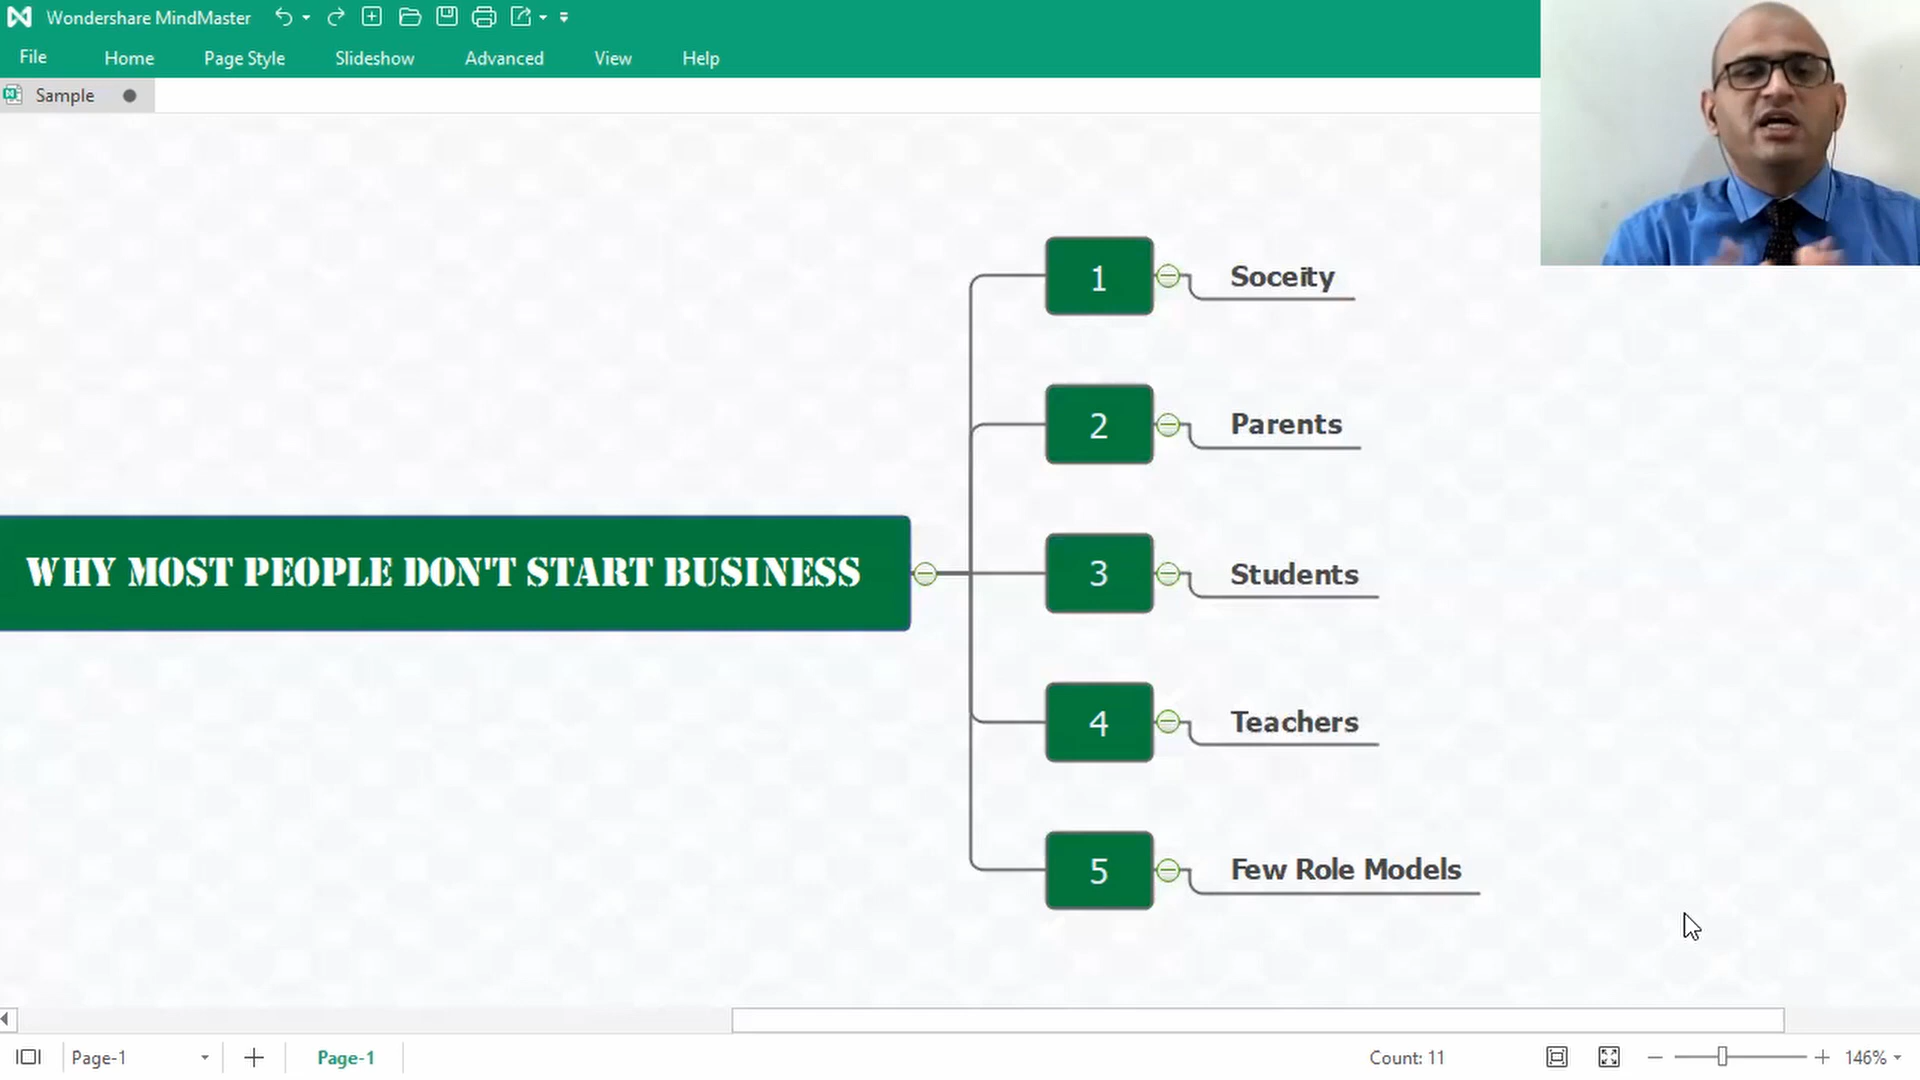 Wondershare MindMaster
File Home Page Style Slideshow Advanced View Help
Sample
1 Soceity
2 Parents
WHY MOST PEOPLE DON'T START BUSINESS
3 Students
4 Teachers
5 Few Role Models
Page-1 Page-1 Count: 11 146%